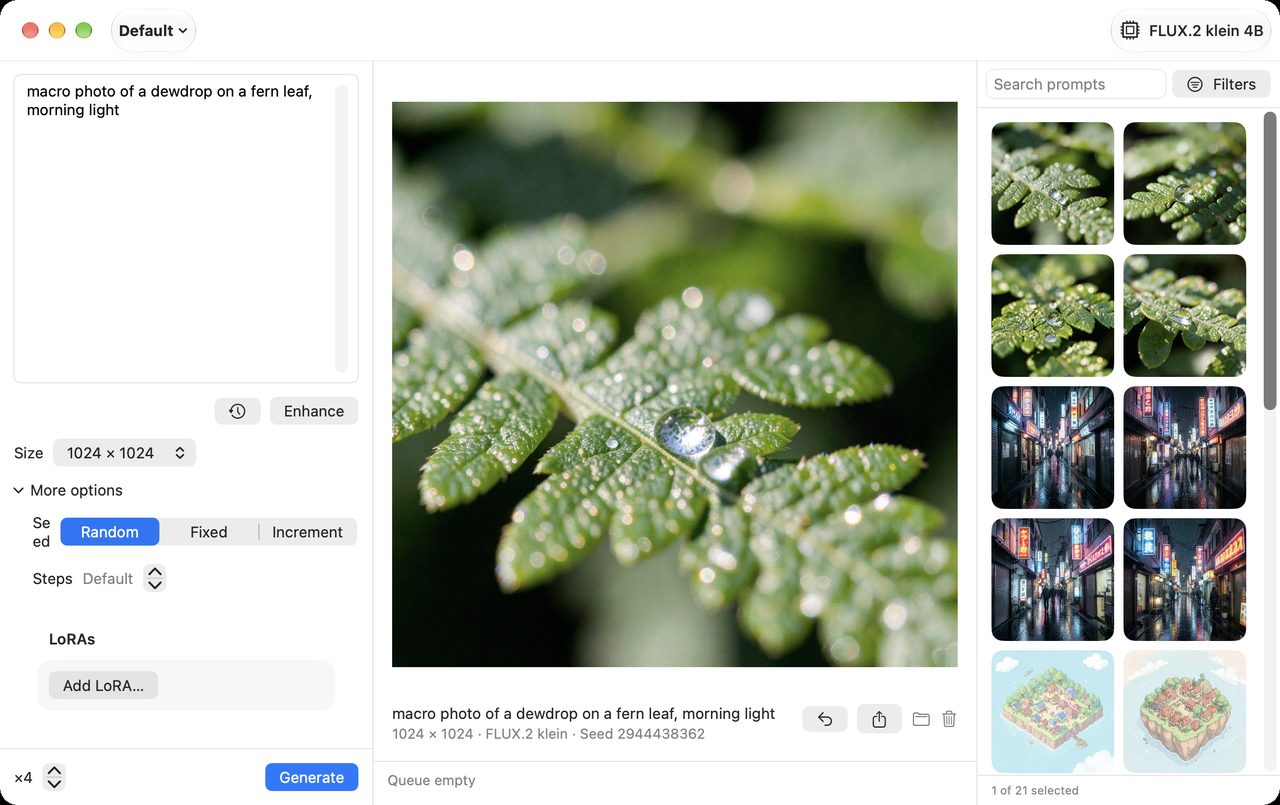 Default
FLUX.2 klein 4B
macro photo of a dewdrop on a fern leaf,
morning light
Enhance
Size 1024 × 1024
More options
Se
ed
Random Fixed Increment
Steps Default
LoRAs
Add LoRA...
×4
Generate
macro photo of a dewdrop on a fern leaf, morning light
1024 × 1024 · FLUX.2 klein · Seed 2944438362
Queue empty
Search prompts
Filters
1 of 21 selected